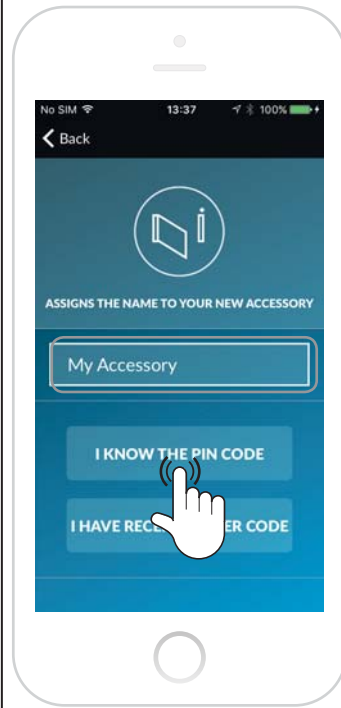 No SIM 13:37 100%
Back
ASSIGNS THE NAME TO YOUR NEW ACCESSORY
My Accessory
I KNOW THE PIN CODE
I HAVE CODE